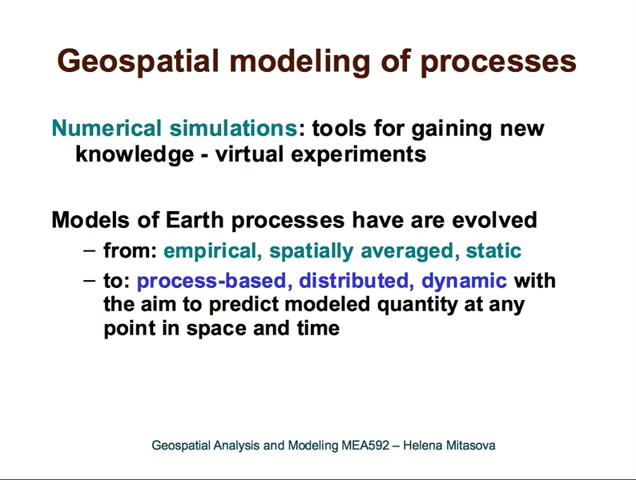 Geospatial modeling of processes
Numerical simulations: tools for gaining new
knowledge - virtual experiments
Models of Earth processes have are evolved
– from: empirical, spatially averaged, static
– to: process-based, distributed, dynamic with
the aim to predict modeled quantity at any
point in space and time
Geospatial Analysis and Modeling MEA592 – Helena Mitasova